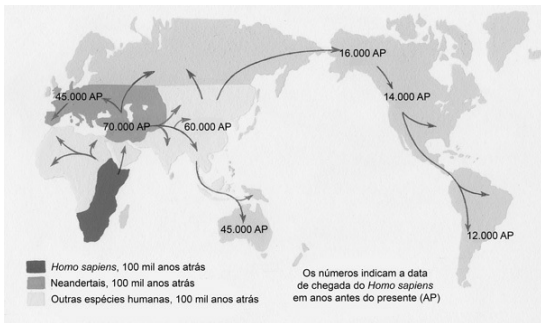 16.000 AP
45.000 AP
14.000 AP
70.000 AP
60.000 AP
45.000 AP
12.000 AP
Homo sapiens, 100 mil anos atrás
Neandertais, 100 mil anos atrás
Outras espécies humanas, 100 mil anos atrás
Os números indicam a data
de chegada do Homo sapiens
em anos antes do presente (AP)